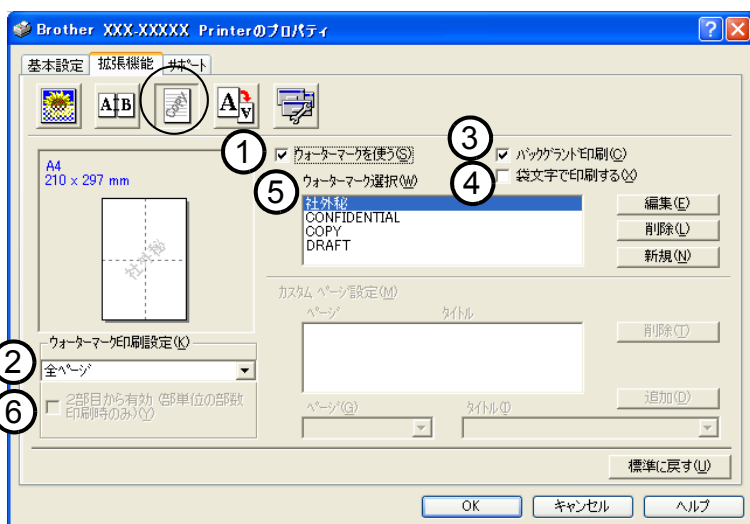 Brother XXX-XXXXX Printerのプロパティ
基本設定 拡張機能 サポート
A B
copy
A A
① ウォーターマークを使う(S)
③ バックグラウンド印刷(C)
④ 袋文字で印刷する(X)
A4
210 x 297 mm
社外秘
⑤ ウォーターマーク選択(W)
社外秘
CONFIDENTIAL
COPY
DRAFT
編集(E)
削除(L)
新規(N)
カスタム ページ設定(M)
ページ タイトル
削除(T)
追加(D)
ページ(G) タイトル(I)
ウォーターマーク印刷設定(K)
② 全ページ
⑥ 2部目から有効 (部単位の部数
印刷時のみ)(Y)
標準に戻す(U)
OK キャンセル ヘルプ